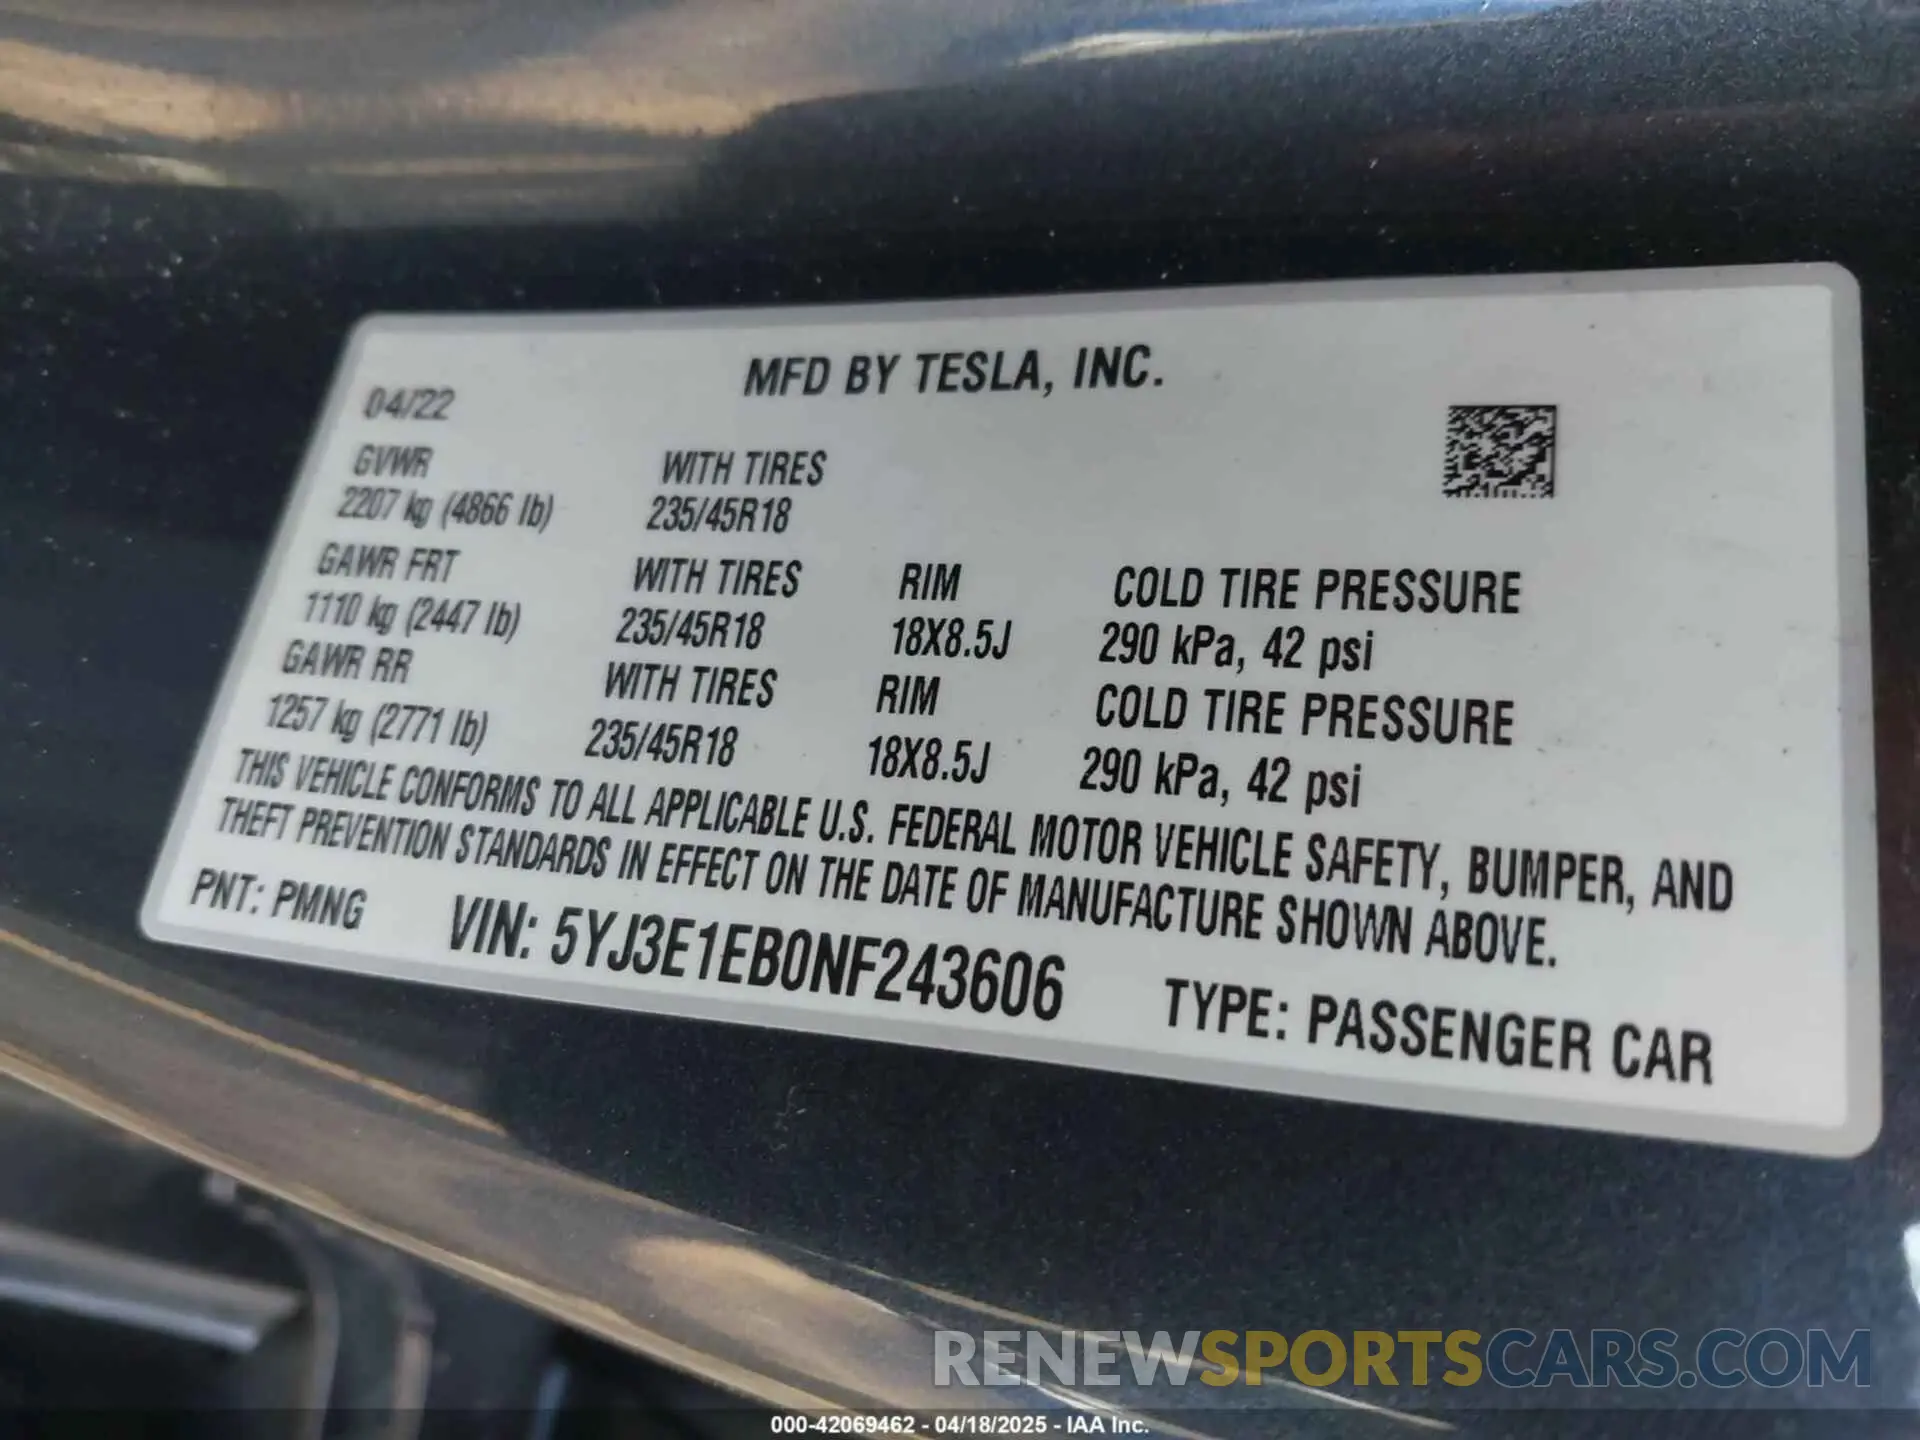 MFD BY TESLA, INC.
04/22
GVWR WITH TIRES
2207 kg (4866 lb) 235/45R18
GAWR FRT WITH TIRES RIM COLD TIRE PRESSURE
1110 kg (2447 lb) 235/45R18 18X8.5J 290 kPa, 42 psi
GAWR RR WITH TIRES RIM COLD TIRE PRESSURE
1257 kg (2771 lb) 235/45R18 18X8.5J 290 kPa, 42 psi
THIS VEHICLE CONFORMS TO ALL APPLICABLE U.S. FEDERAL MOTOR VEHICLE SAFETY, BUMPER, AND
THEFT PREVENTION STANDARDS IN EFFECT ON THE DATE OF MANUFACTURE SHOWN ABOVE.
PNT: PMNG VIN: 5YJ3E1EB0NF243606 TYPE: PASSENGER CAR
RENEWSPORTSCARS.COM
000-42069462 - 04/18/2025 - IAA Inc.